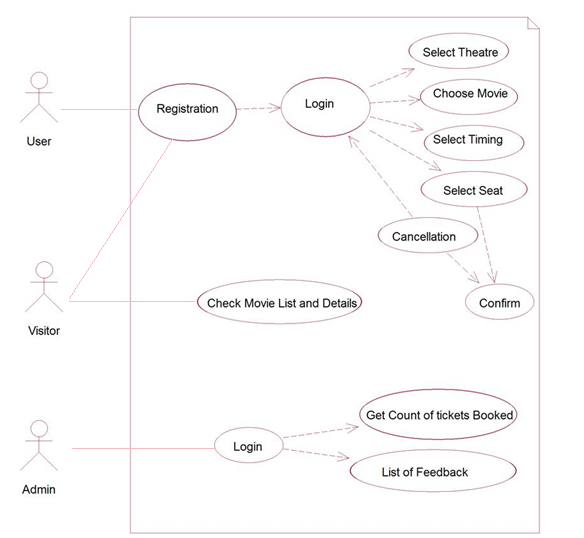 Select Theatre
Choose Movie
Registration
Login
User
Select Timing
Select Seat
Cancellation
Check Movie List and Details
Confirm
Visitor
Get Count of tickets Booked
Login
List of Feedback
Admin